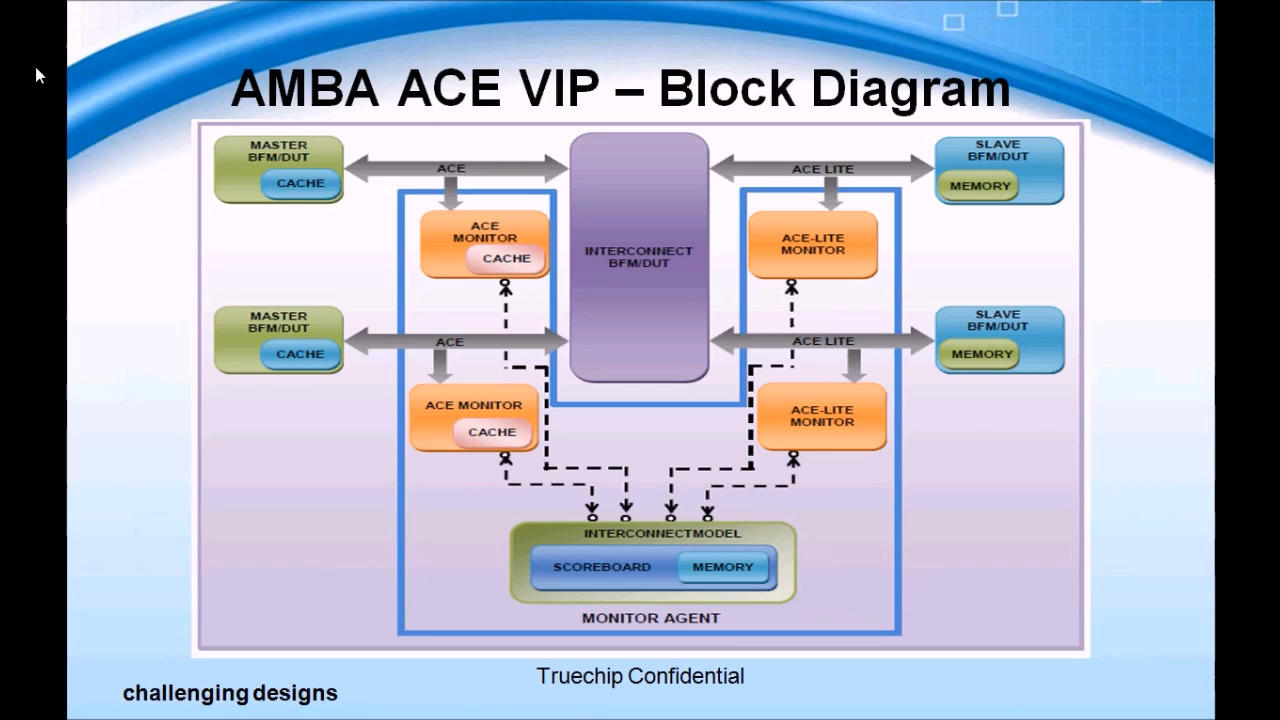 AMBA ACE VIP – Block Diagram
MASTER
BFM/DUT
CACHE
ACE
INTERCONNECT
BFM/DUT
ACE LITE
SLAVE
BFM/DUT
MEMORY
ACE
MONITOR
CACHE
ACE-LITE
MONITOR
MASTER
BFM/DUT
CACHE
ACE
ACE LITE
SLAVE
BFM/DUT
MEMORY
ACE MONITOR
CACHE
ACE-LITE
MONITOR
INTERCONNECTMODEL
SCOREBOARD
MEMORY
MONITOR AGENT
Truechip Confidential
challenging designs